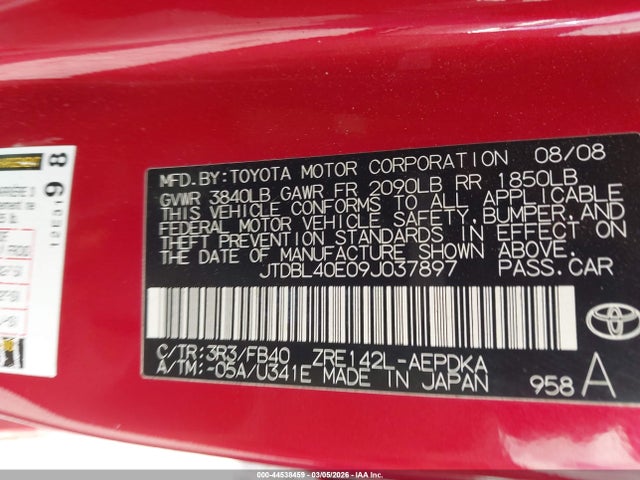 MFD.BY:TOYOTA MOTOR CORPORATION 08/08
GVWR 3840LB GAWR FR 2090LB RR 1850LB
THIS VEHICLE CONFORMS TO ALL APPLICABLE
FEDERAL MOTOR VEHICLE SAFETY, BUMPER, AND
THEFT PREVENTION STANDARDS IN EFFECT ON
THE DATE OF MANUFACTURE SHOWN ABOVE.
JTDBL40E09J037897 PASS.CAR
C/TR:3R3/FB40 ZRE142L-AEPDKA
A/TM:-05A/U341E MADE IN JAPAN 958 A
TOYOTA
000-44538459 - 03/05/2026 - IAA Inc.